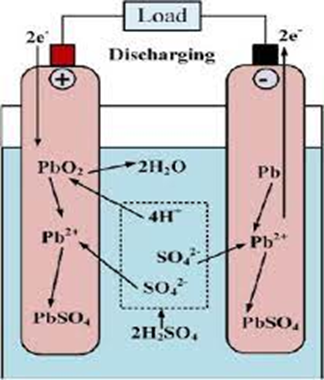 Load
2e-
2e-
Discharging
+
-
PbO₂
2H₂O
Pb
4H⁺
Pb²⁺
SO₄²⁻
Pb²⁺
SO₄²⁻
PbSO₄
2H₂SO₄
PbSO₄